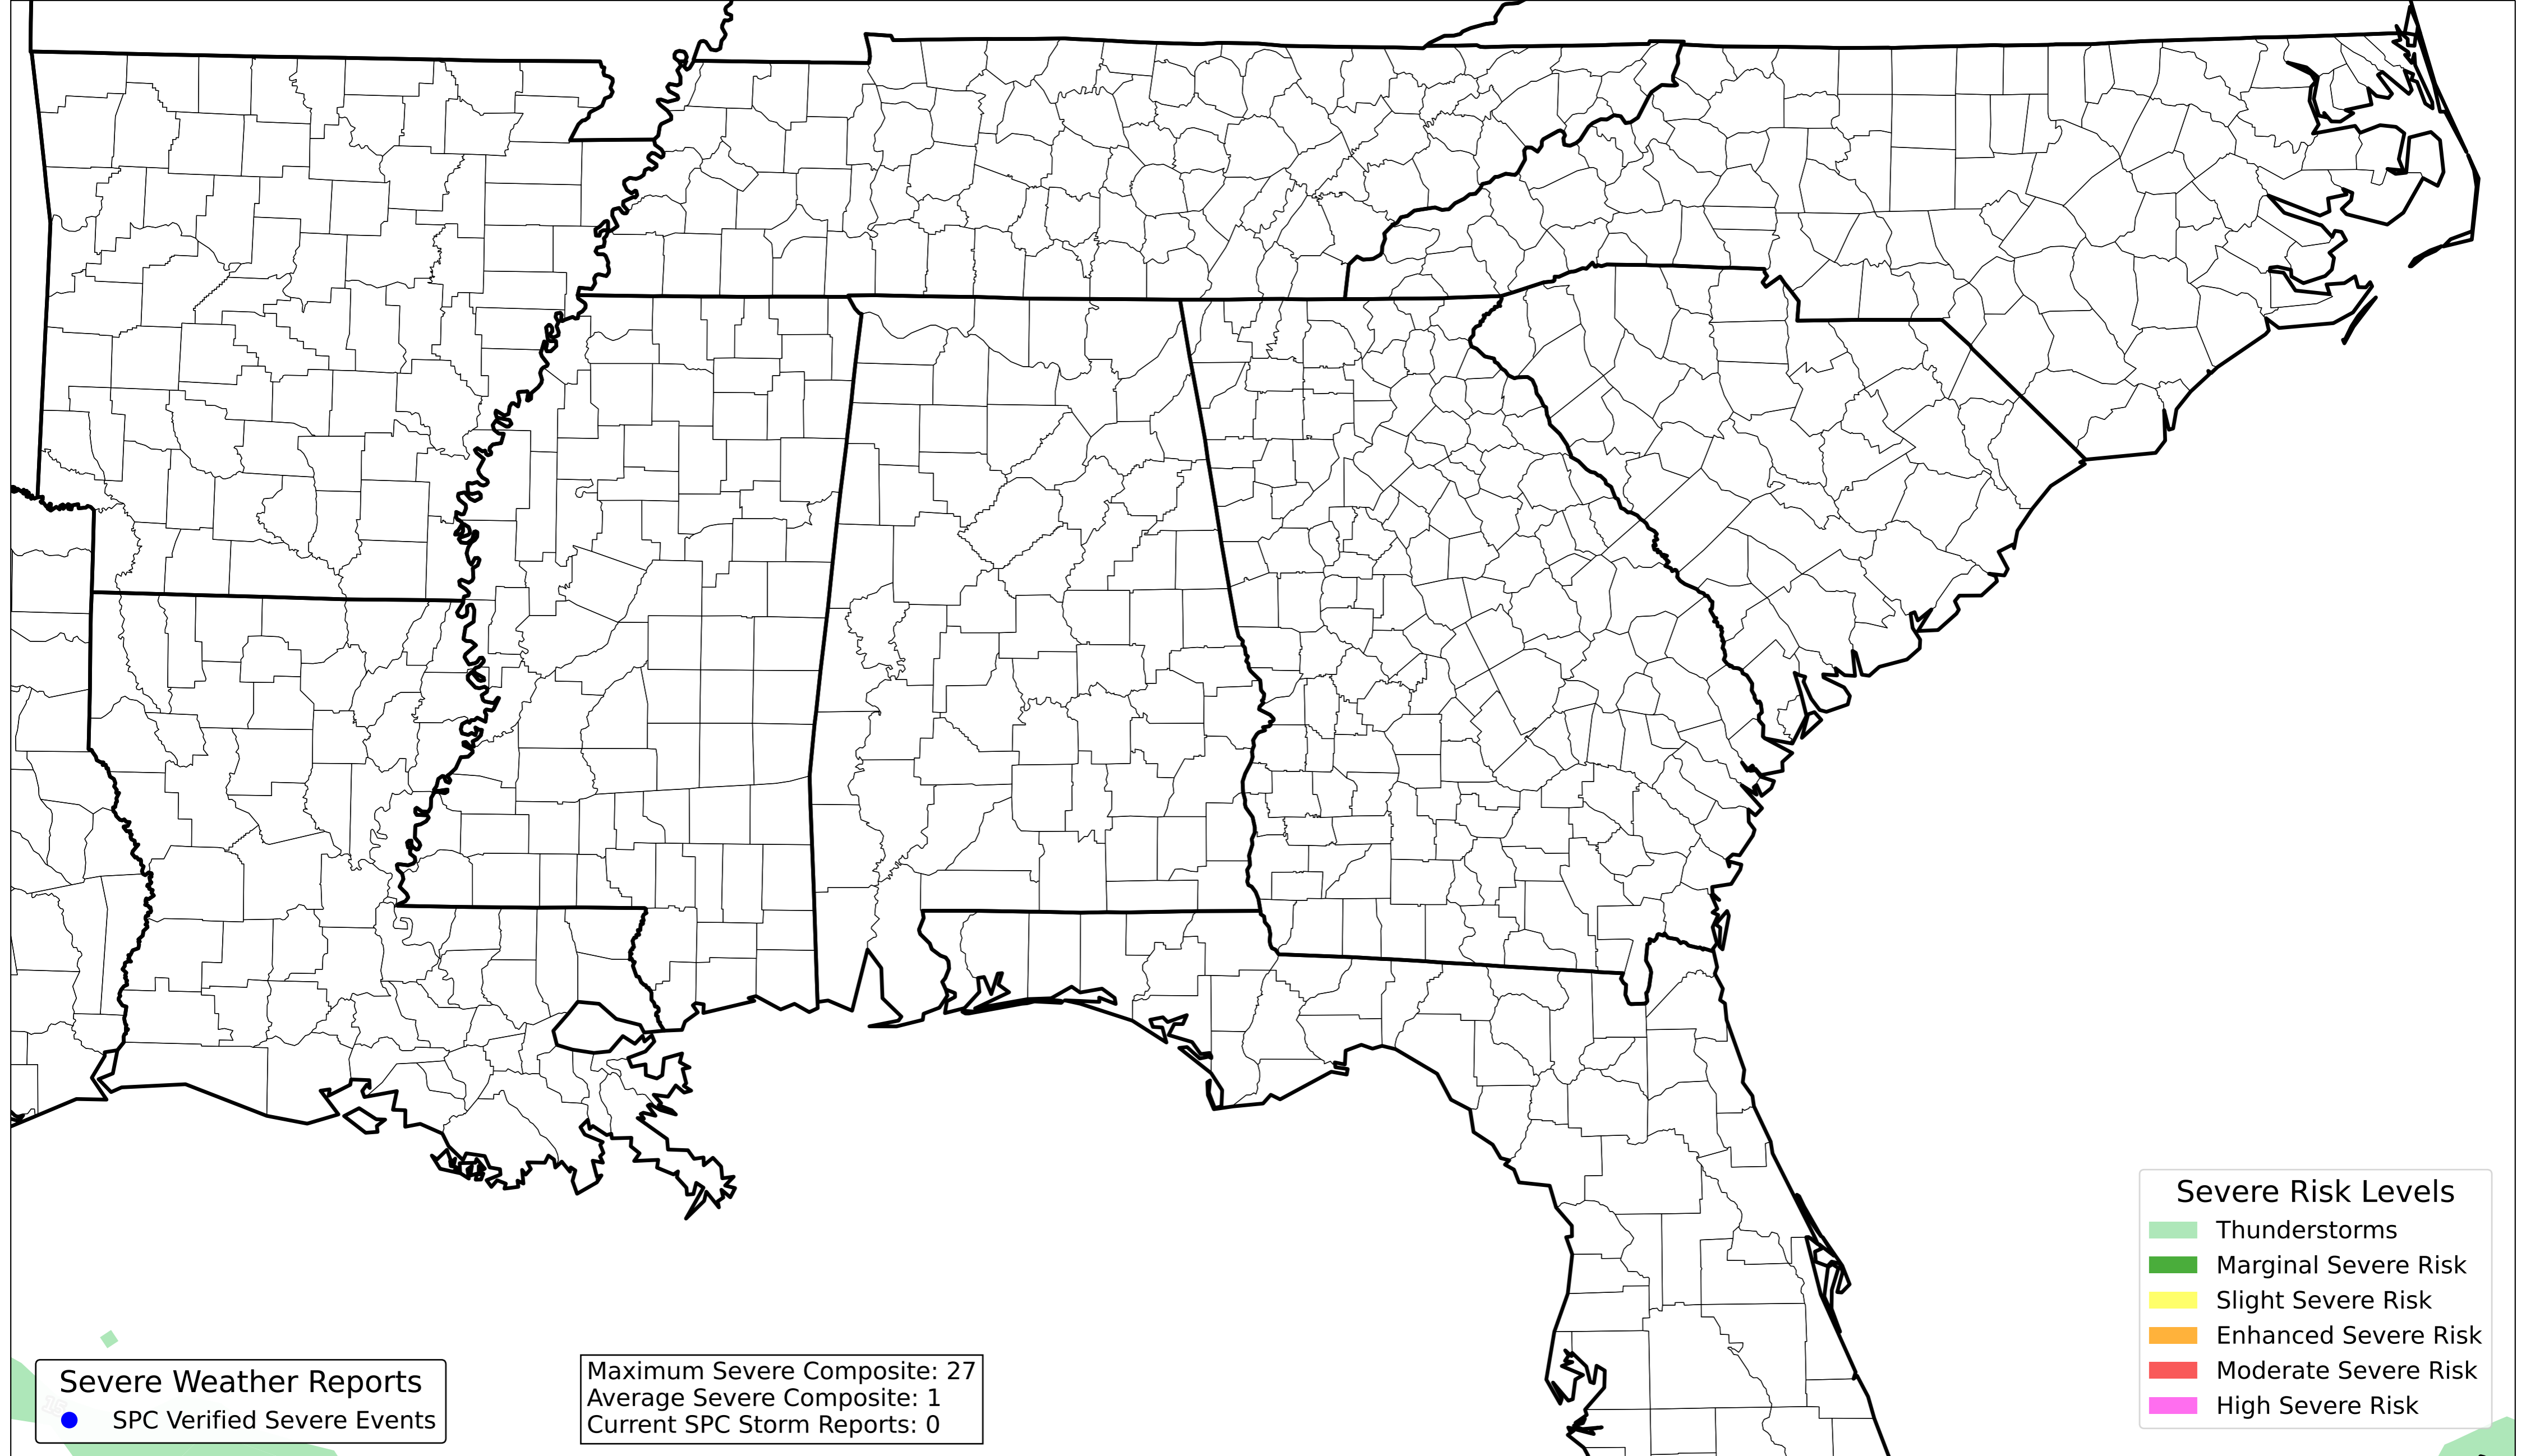 Severe Weather Reports
SPC Verified Severe Events
Maximum Severe Composite: 27
Average Severe Composite: 1
Current SPC Storm Reports: 0
Severe Risk Levels
Thunderstorms
Marginal Severe Risk
Slight Severe Risk
Enhanced Severe Risk
Moderate Severe Risk
High Severe Risk